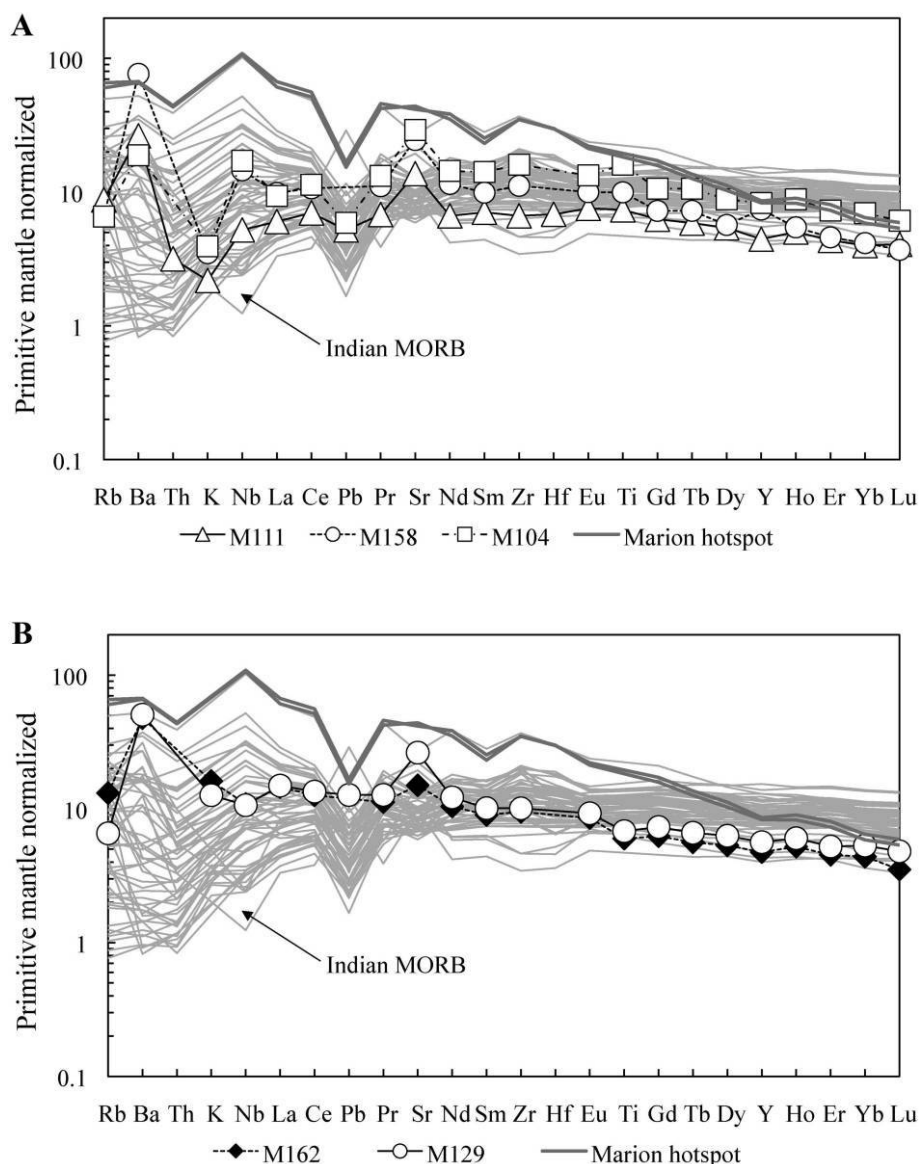 A
Primitive mantle normalized
100
10
1
0.1
Indian MORB
Rb Ba Th K Nb La Ce Pb Pr Sr Nd Sm Zr Hf Eu Ti Gd Tb Dy Y Ho Er Yb Lu
M111 M158 M104 Marion hotspot
B
Primitive mantle normalized
100
10
1
0.1
Indian MORB
Rb Ba Th K Nb La Ce Pb Pr Sr Nd Sm Zr Hf Eu Ti Gd Tb Dy Y Ho Er Yb Lu
M162 M129 Marion hotspot